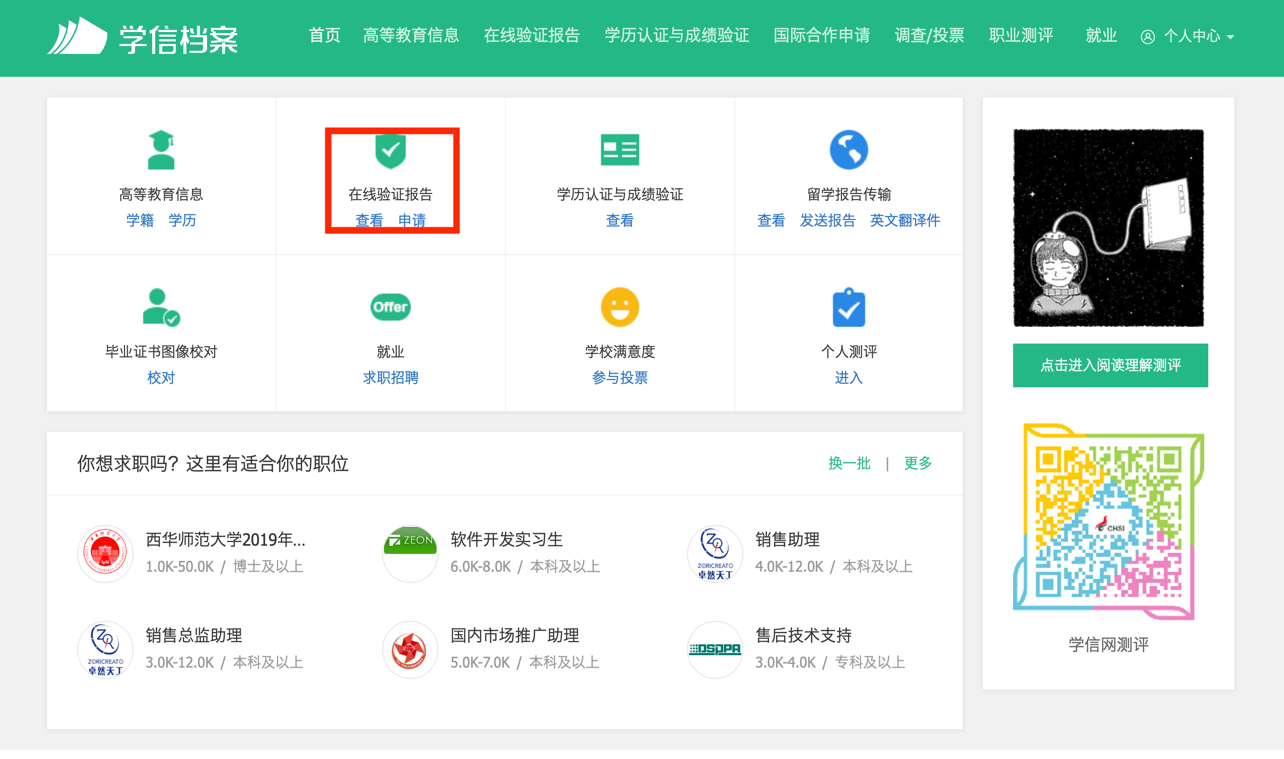 学信档案
首页 高等教育信息 在线验证报告 学历认证与成绩验证 国际合作申请 调查/投票 职业测评 就业 个人中心
高等教育信息
学籍 学历
在线验证报告
查看 申请
学历认证与成绩验证
查看
留学报告传输
查看 发送报告 英文翻译件
毕业证书图像校对
校对
Offer
就业
求职招聘
学校满意度
参与投票
个人测评
进入
点击进入阅读理解测评
CHSI
学信网测评
你想求职吗？这里有适合你的职位
换一批 | 更多
西华师范大学2019年...
1.0K-50.0K / 博士及以上
ZEON
软件开发实习生
6.0K-8.0K / 本科及以上
ZORICREATO
卓然天工
销售助理
4.0K-12.0K / 本科及以上
ZORICREATO
卓然天工
销售总监助理
3.0K-12.0K / 本科及以上
国内市场推广助理
5.0K-7.0K / 本科及以上
DSPPA
售后技术支持
3.0K-4.0K / 专科及以上